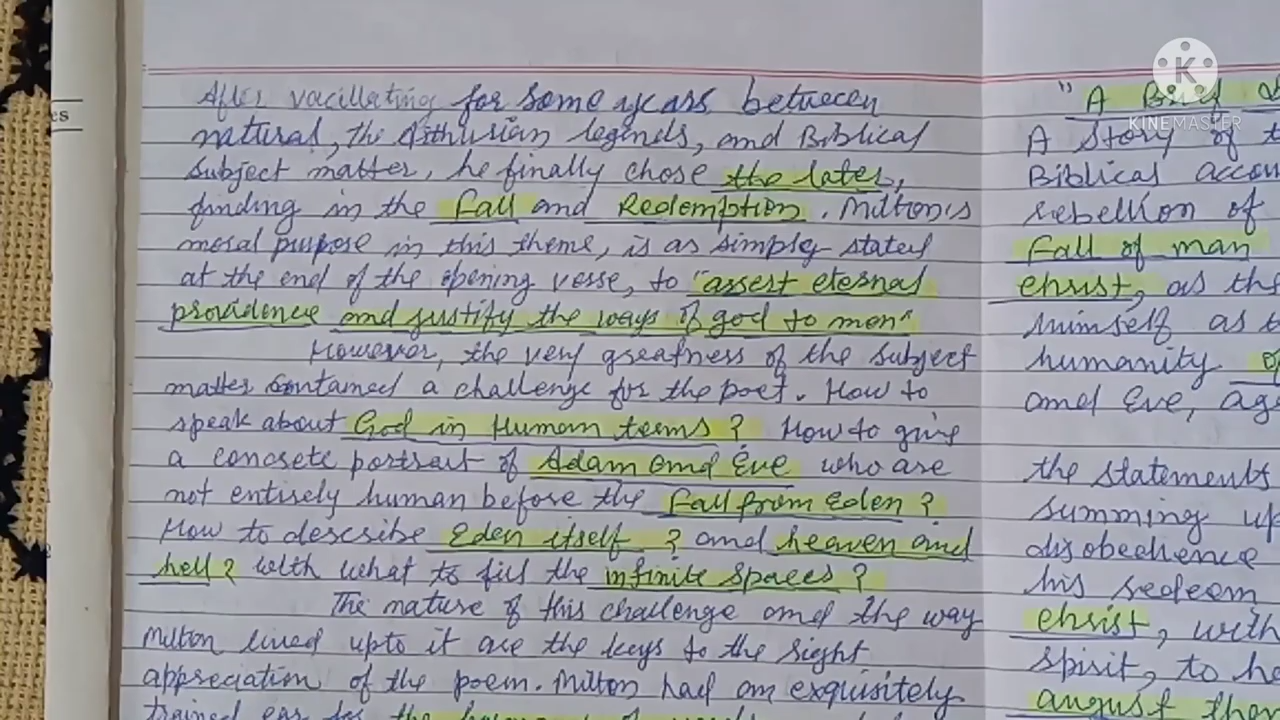 After vacillating for some years between
natural, the Arthurian legends, and Biblical
subject matter, he finally chose the later,
finding in the Fall and Redemption. Milton's
moral purpose in this theme, is as simply stated
at the end of the opening verse, to "assert eternal
providence and justify the ways of god to men"
However, the very greatness of the subject
matter contained a challenge for the poet. How to
speak about God in Human terms? How to give
a concrete portrait of Adam and Eve who are
not entirely human before the Fall from Eden?
How to describe Eden itself? and heaven and
hell? with what to fill the infinite spaces?
The nature of this challenge and the way
Milton lived upto it are the keys to the right
appreciation of the poem. Milton had an exquisitely
trained ear for the
es
" A Brief
A Story of
Biblical
rebellion of
Fall of man
christ, as
himself as
humanity
and Eve,
the statements
summing up
disobedience
his redeem
christ, with
spirit, to
august
K
KINEMASTER